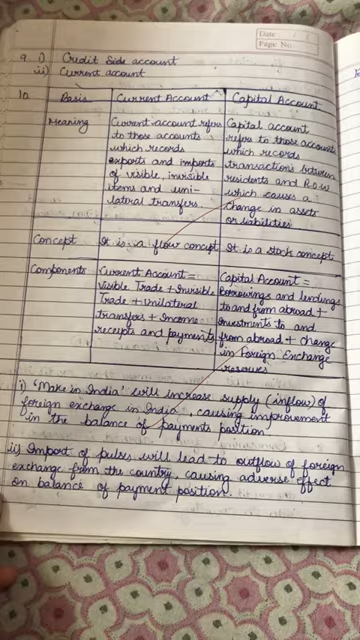 Date
Page No.
9. i) Credit side account
ii) Current acount
10. Basis Current Account Capital Account
Meaning Current account refers
to those accounts
which records
exports and imports
of visible, invisible
items and uni-
lateral transfers.
Capital account
refers to those account
which records
transactions between
residents and R.O.W
which causes a
change in assets
or liabilities
Concept It is a flow concept It is a stock concept
Components Current Account =
Visible Trade + Invisible
Trade + Unilateral
transfers + Income
receipts and payments
Capital Account =
Borrowings and lendings
to and from abroad +
Investments to and
from abroad + change
in Foreign Exchange
reserves
i) 'Make in India' will increase supply (inflow) of
foreign exchange in India, causing improvement
in the balance of payments position.
ii) Import of pulses will lead to outflow of foreign
exchange from the country, causing adverse effect
on balance of payment position.